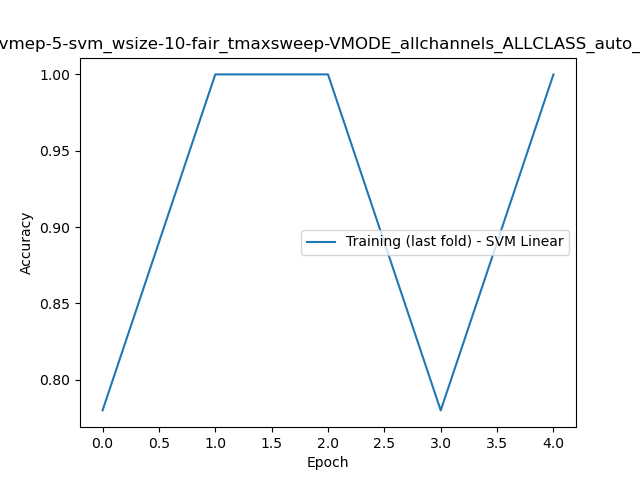 vmep-5-svm_wsize-10-fair_tmaxsweep-VMODE_allchannels_ALLCLASS_auto_
1.00
0.95
0.90
0.85
0.80
Accuracy
Training (last fold) - SVM Linear
0.0 0.5 1.0 1.5 2.0 2.5 3.0 3.5 4.0
Epoch